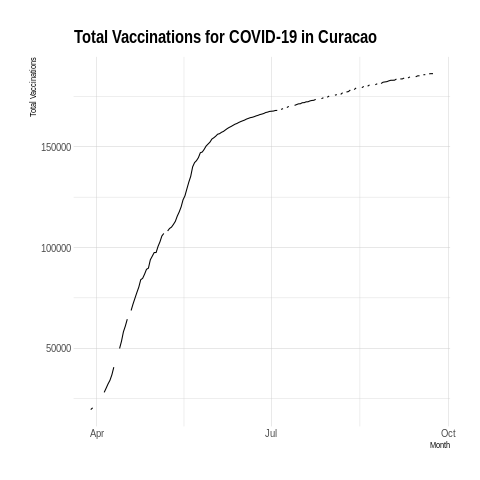 Total Vaccinations for COVID-19 in Curacao
Total Vaccinations
150000
100000
50000
Apr Jul Oct
Month